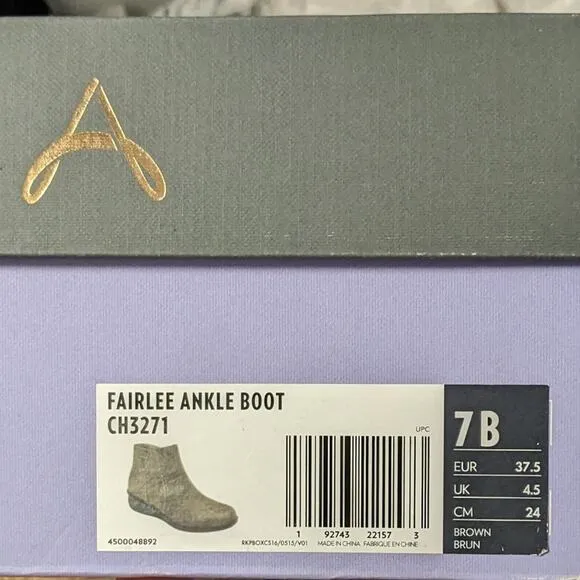 A
FAIRLEE ANKLE BOOT
CH3271
UPC
1 92743 22157 3
4500048892
RKPBOXCS16/0515/V01 MADE IN CHINA FABRIQUE EN CHINE
7B
EUR 37.5
UK 4.5
CM 24
BROWN
BRUN